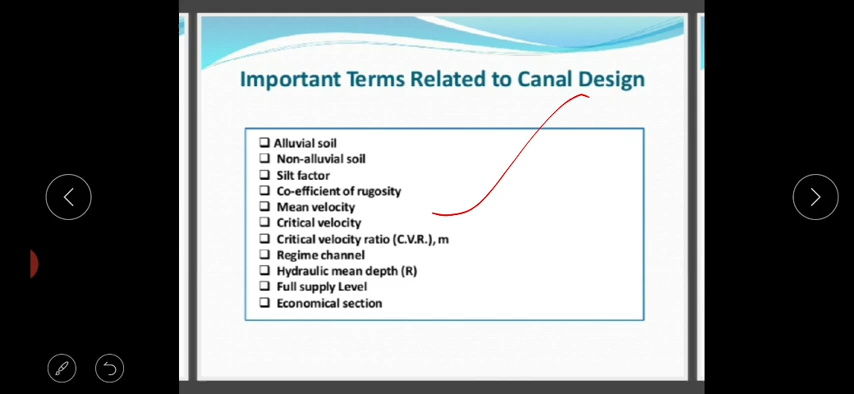 Important Terms Related to Canal Design
❑ Alluvial soil
❑ Non-alluvial soil
❑ Silt factor
❑ Co-efficient of rugosity
❑ Mean velocity
❑ Critical velocity
❑ Critical velocity ratio (C.V.R.), m
❑ Regime channel
❑ Hydraulic mean depth (R)
❑ Full supply Level
❑ Economical section